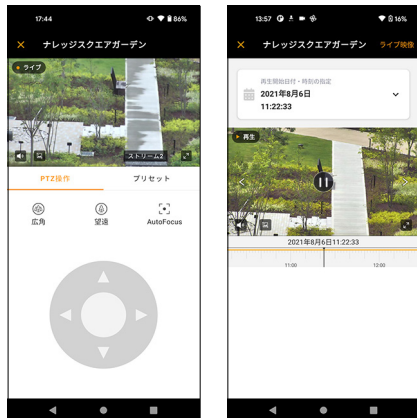 17:44
86%
× ナレッジスクエアガーデン
ライブ
ストリーム2
PTZ操作
プリセット
広角
望遠
AutoFocus
13:57
16%
× ナレッジスクエアガーデン ライブ映像
再生開始日付・時刻の指定
2021年8月6日
11:22:33
再生
2021年8月6日11:22:33
11:00
12:00